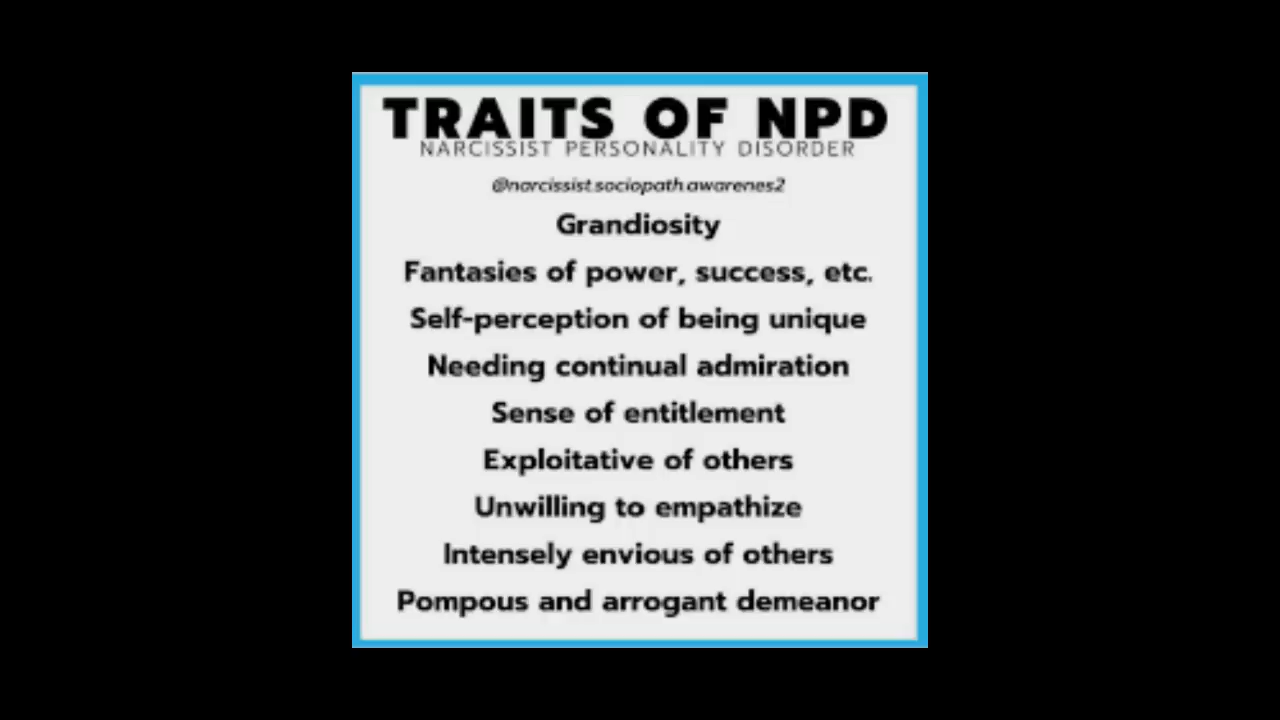 TRAITS OF NPD
NARCISSIST PERSONALITY DISORDER
@narcissist.sociopath.awarenes2
Grandiosity
Fantasies of power, success, etc.
Self-perception of being unique
Needing continual admiration
Sense of entitlement
Exploitative of others
Unwilling to empathize
Intensely envious of others
Pompous and arrogant demeanor